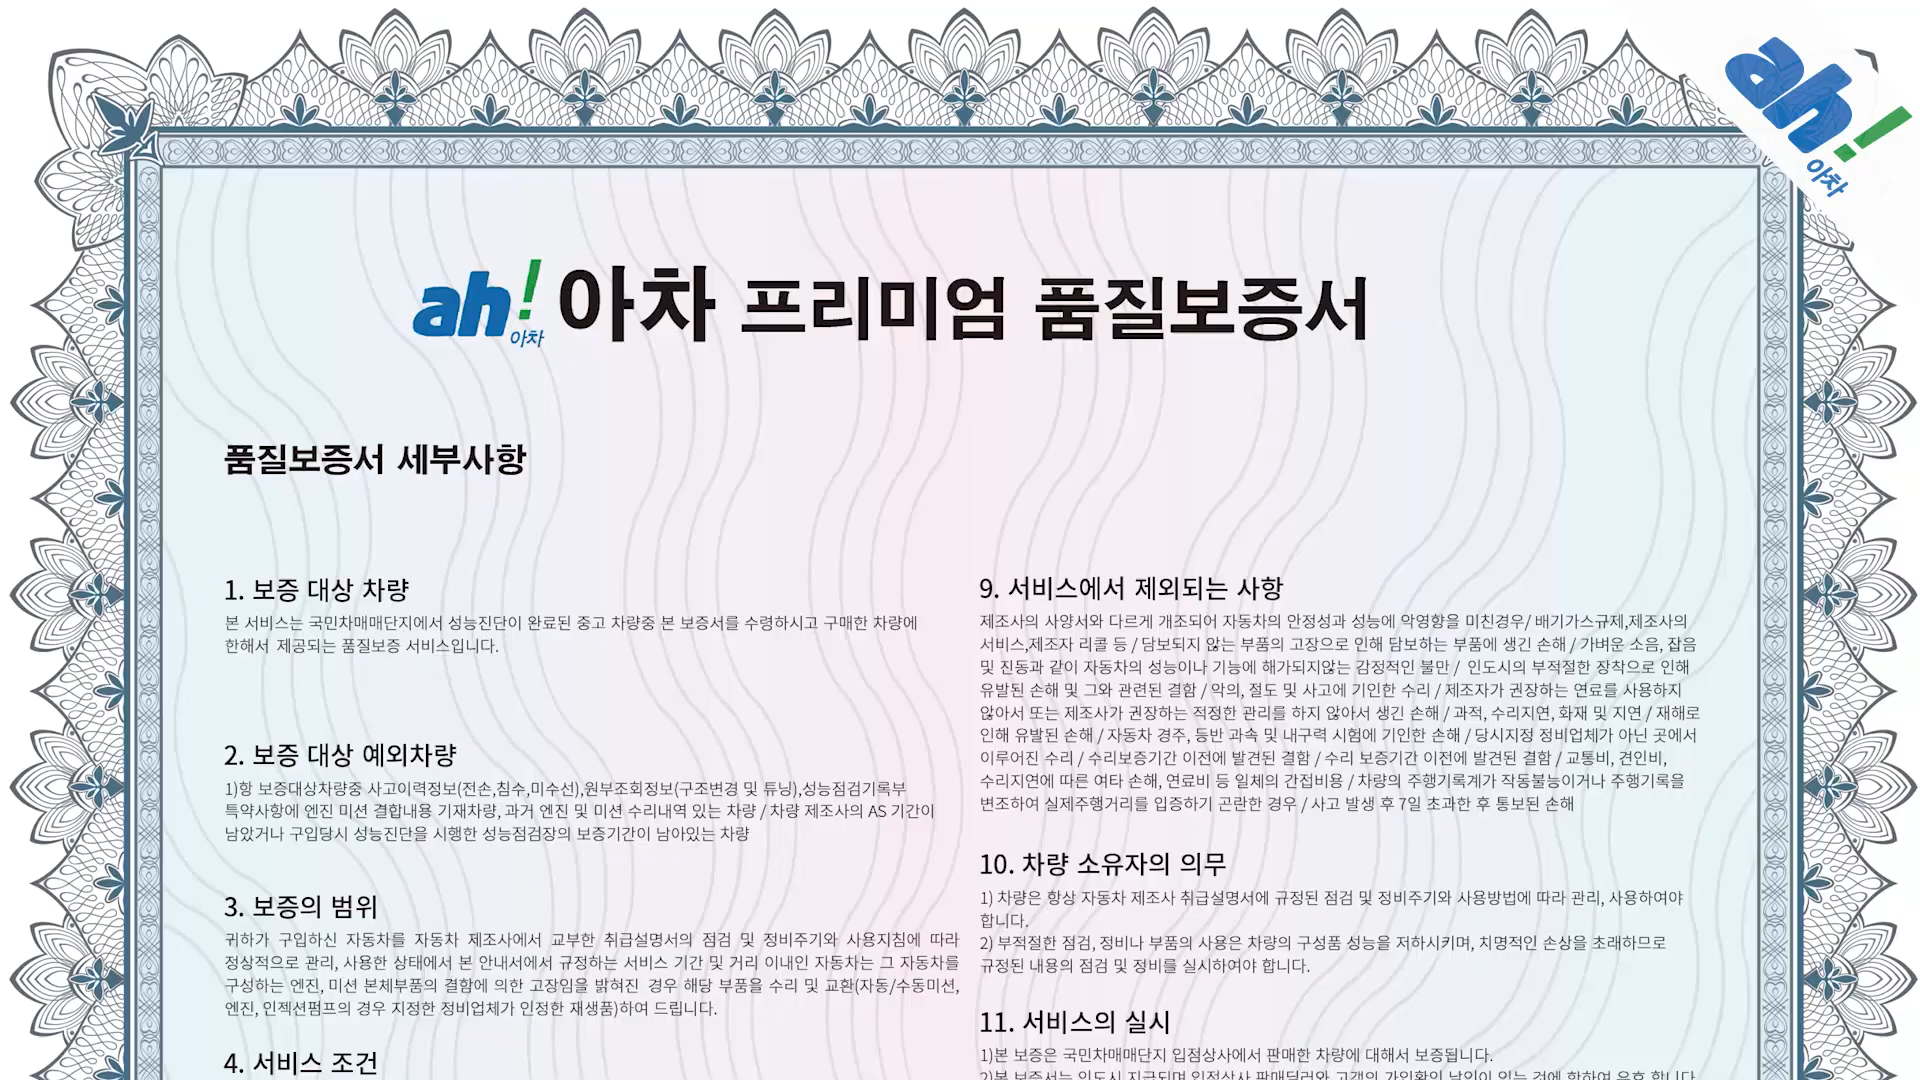 ah!
아차
ah! 아차 아차 프리미엄 품질보증서
품질보증서 세부사항
1. 보증 대상 차량
본 서비스는 국민차매매단지에서 성능진단이 완료된 중고 차량중 본 보증서를 수령하시고 구매한 차량에
한해서 제공되는 품질보증 서비스입니다.
2. 보증 대상 예외차량
1)항 보증대상차량중 사고이력정보(전손,침수,미수선),원부조회정보(구조변경 및 튜닝),성능점검기록부
특약사항에 엔진 미션 결합내용 기재차량, 과거 엔진 및 미션 수리내역 있는 차량 / 차량 제조사의 AS 기간이
남았거나 구입당시 성능진단을 시행한 성능점검장의 보증기간이 남아있는 차량
3. 보증의 범위
귀하가 구입하신 자동차를 자동차 제조사에서 교부한 취급설명서의 점검 및 정비주기와 사용지침에 따라
정상적으로 관리, 사용한 상태에서 본 안내서에서 규정하는 서비스 기간 및 거리 이내인 자동차는 그 자동차를
구성하는 엔진, 미션 본체부품의 결함에 의한 고장임을 밝혀진 경우 해당 부품을 수리 및 교환(자동/수동미션,
엔진, 인젝션펌프의 경우 지정한 정비업체가 인정한 재생품)하여 드립니다.
4. 서비스 조건
9. 서비스에서 제외되는 사항
제조사의 사양서와 다르게 개조되어 자동차의 안정성과 성능에 악영향을 미친경우/ 배기가스규제,제조사의
서비스,제조자 리콜 등 / 담보되지 않는 부품의 고장으로 인해 담보하는 부품에 생긴 손해 / 가벼운 소음, 잡음
및 진동과 같이 자동차의 성능이나 기능에 해가되지않는 감정적인 불만 / 인도시의 부적절한 장착으로 인해
유발된 손해 및 그와 관련된 결함 / 악의, 절도 및 사고에 기인한 수리 / 제조자가 권장하는 연료를 사용하지
않아서 또는 제조사가 권장하는 적정한 관리를 하지 않아서 생긴 손해 / 과적, 수리지연, 화재 및 지연 / 재해로
인해 유발된 손해 / 자동차 경주, 등반 과속 및 내구력 시험에 기인한 손해 / 당시지정 정비업체가 아닌 곳에서
이루어진 수리 / 수리보증기간 이전에 발견된 결함 / 수리 보증기간 이전에 발견된 결함 / 교통비, 견인비,
수리지연에 따른 여타 손해, 연료비 등 일체의 간접비용 / 차량의 주행기록계가 작동불능이거나 주행기록을
변조하여 실제주행거리를 입증하기 곤란한 경우 / 사고 발생 후 7일 초과한 후 통보된 손해
10. 차량 소유자의 의무
1) 차량은 항상 자동차 제조사 취급설명서에 규정된 점검 및 정비주기와 사용방법에 따라 관리, 사용하여야
합니다.
2) 부적절한 점검, 정비나 부품의 사용은 차량의 구성품 성능을 저하시키며, 치명적인 손상을 초래하므로
규정된 내용의 점검 및 정비를 실시하여야 합니다.
11. 서비스의 실시
1)본 보증은 국민차매매단지 입점상사에서 판매한 차량에 대해서 보증됩니다.
2)본 보증서는 인도시 지급되며 입점상사 판매딜러와 고객의 가입확인 날인이 있는 것에 한하여 유효 합니다.